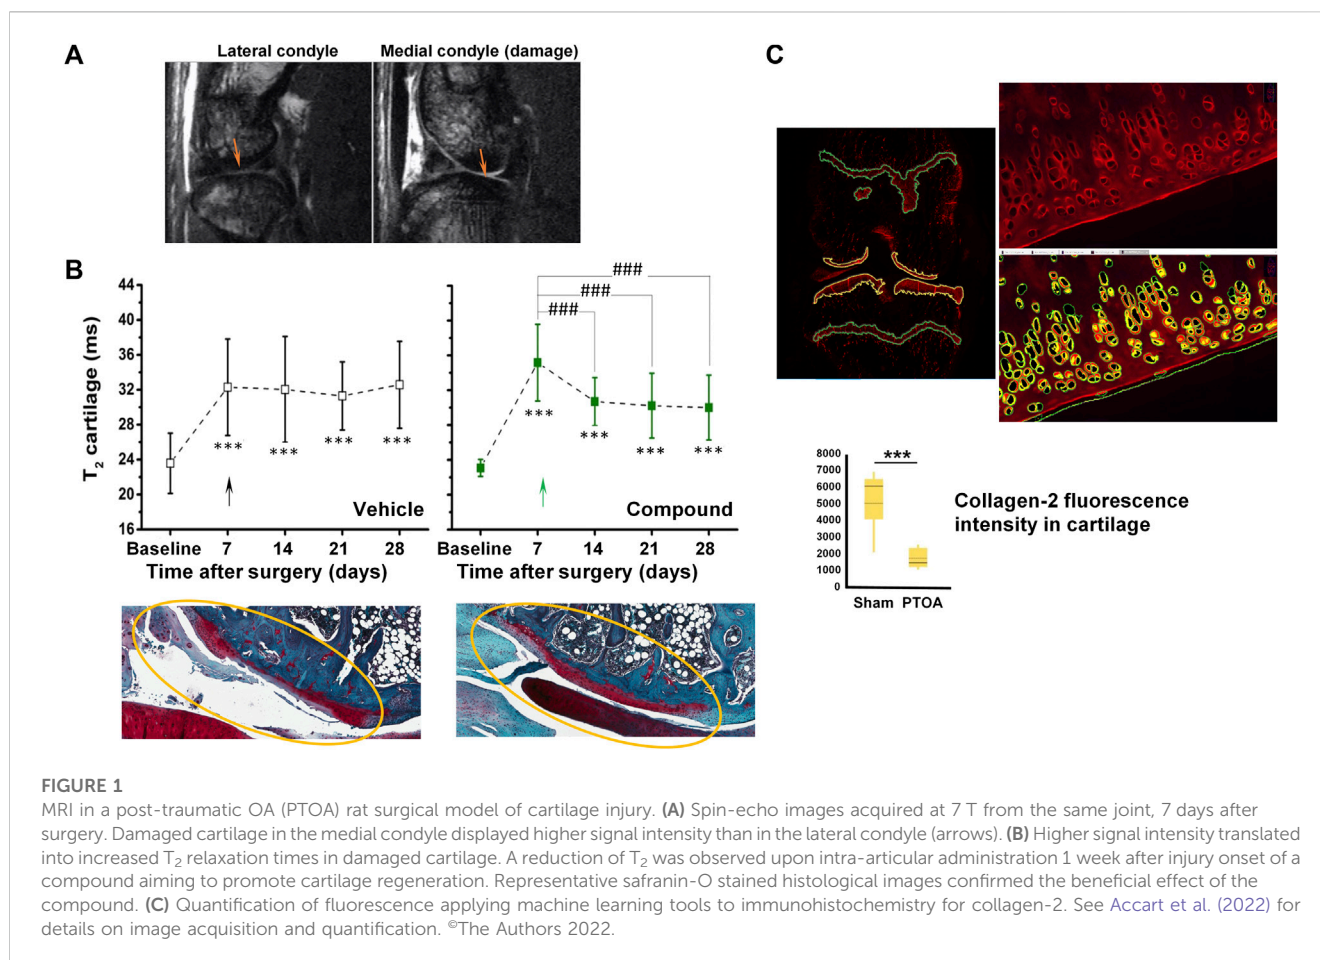 A
Lateral condyle
Medial condyle (damage)
C
B
###
###
###
44
40
36
32
28
24
20
16
T2 cartilage (ms)
***
***
***
***
***
***
***
***
Vehicle
Compound
Baseline 7 14 21 28
Baseline 7 14 21 28
Time after surgery (days)
Time after surgery (days)
8000
7000
6000
5000
4000
3000
2000
1000
0
***
Sham PTOA
Collagen-2 fluorescence
intensity in cartilage
FIGURE 1
MRI in a post-traumatic OA (PTOA) rat surgical model of cartilage injury. (A) Spin-echo images acquired at 7 T from the same joint, 7 days after
surgery. Damaged cartilage in the medial condyle displayed higher signal intensity than in the lateral condyle (arrows). (B) Higher signal intensity translated
into increased T2 relaxation times in damaged cartilage. A reduction of T2 was observed upon intra-articular administration 1 week after injury onset of a
compound aiming to promote cartilage regeneration. Representative safranin-O stained histological images confirmed the beneficial effect of the
compound. (C) Quantification of fluorescence applying machine learning tools to immunohistochemistry for collagen-2. See Accart et al. (2022) for
details on image acquisition and quantification. ©The Authors 2022.